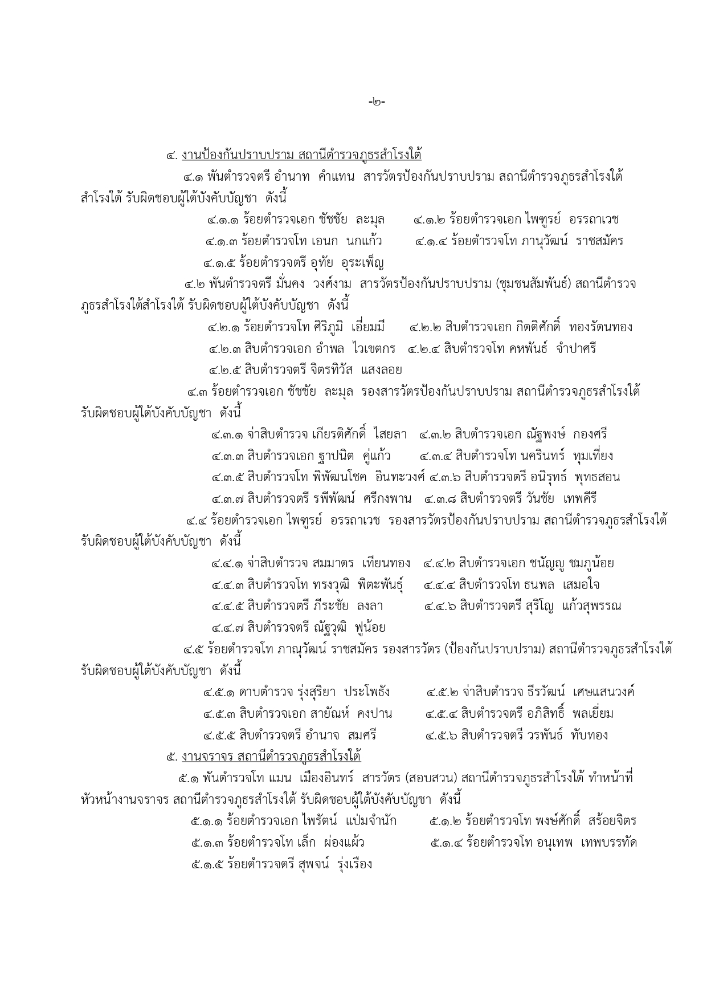 -๒-
๔. งานป้องกันปราบปราม สถานีตำรวจภูธรสำโรงใต้
๔.๑ พันตำรวจตรี อำนาท คำแทน สารวัตรป้องกันปราบปราม สถานีตำรวจภูธรสำโรงใต้
สำโรงใต้ รับผิดชอบผู้ใต้บังคับบัญชา ดังนี้
๔.๑.๑ ร้อยตำรวจเอก ชัชชัย ละมุล ๔.๑.๒ ร้อยตำรวจเอก ไพฑูรย์ อรรถาเวช
๔.๑.๓ ร้อยตำรวจโท เอนก นกแก้ว ๔.๑.๔ ร้อยตำรวจโท ภานุวัฒน์ ราชสมัคร
๔.๑.๕ ร้อยตำรวจตรี อุทัย อุระเพ็ญ
๔.๒ พันตำรวจตรี มั่นคง วงศ์งาม สารวัตรป้องกันปราบปราม (ชุมชนสัมพันธ์) สถานีตำรวจ
ภูธรสำโรงใต้สำโรงใต้ รับผิดชอบผู้ใต้บังคับบัญชา ดังนี้
๔.๒.๑ ร้อยตำรวจโท ศิริภูมิ เอี่ยมมี ๔.๒.๒ สิบตำรวจเอก กิตติศักดิ์ ทองรัตนทอง
๔.๒.๓ สิบตำรวจเอก อำพล ไวเขตกร ๔.๒.๔ สิบตำรวจโท คหพันธ์ จำปาศรี
๔.๒.๕ สิบตำรวจตรี จิตรทิวัส แสงลอย
๔.๓ ร้อยตำรวจเอก ชัชชัย ละมุล รองสารวัตรป้องกันปราบปราม สถานีตำรวจภูธรสำโรงใต้
รับผิดชอบผู้ใต้บังคับบัญชา ดังนี้
๔.๓.๑ จ่าสิบตำรวจ เกียรติศักดิ์ ไสยลา ๔.๓.๒ สิบตำรวจเอก ณัฐพงษ์ กองศรี
๔.๓.๓ สิบตำรวจเอก ฐาปนิต คู่แก้ว ๔.๓.๔ สิบตำรวจโท นครินทร์ ทุมเที่ยง
๔.๓.๕ สิบตำรวจโท พิพัฒนโชค อินทะวงศ์ ๔.๓.๖ สิบตำรวจตรี อนิรุทธ์ พุทธสอน
๔.๓.๗ สิบตำรวจตรี รพีพัฒน์ ศรีกงพาน ๔.๓.๘ สิบตำรวจตรี วันชัย เทพคีรี
๔.๔ ร้อยตำรวจเอก ไพฑูรย์ อรรถาเวช รองสารวัตรป้องกันปราบปราม สถานีตำรวจภูธรสำโรงใต้
รับผิดชอบผู้ใต้บังคับบัญชา ดังนี้
๔.๔.๑ จ่าสิบตำรวจ สมมาตร เทียนทอง ๔.๔.๒ สิบตำรวจเอก ชนัญญู ชมภูน้อย
๔.๔.๓ สิบตำรวจโท ทรงวุฒิ พิตะพันธุ์ ๔.๔.๔ สิบตำรวจโท ธนพล เสมอใจ
๔.๔.๕ สิบตำรวจตรี ภีระชัย ลงลา ๔.๔.๖ สิบตำรวจตรี สุริโญ แก้วสุพรรณ
๔.๔.๗ สิบตำรวจตรี ณัฐวุฒิ ฟูน้อย
๔.๕ ร้อยตำรวจโท ภาณุวัฒน์ ราชสมัคร รองสารวัตร (ป้องกันปราบปราม) สถานีตำรวจภูธรสำโรงใต้
รับผิดชอบผู้ใต้บังคับบัญชา ดังนี้
๔.๕.๑ ดาบตำรวจ รุ่งสุริยา ประโพธัง ๔.๕.๒ จ่าสิบตำรวจ ธีรวัฒน์ เศษแสนวงค์
๔.๕.๓ สิบตำรวจเอก สายัณห์ คงปาน ๔.๕.๔ สิบตำรวจตรี อภิสิทธิ์ พลเยี่ยม
๔.๕.๕ สิบตำรวจตรี อำนาจ สมศรี ๔.๕.๖ สิบตำรวจตรี วรพันธ์ ทับทอง
๕. งานจราจร สถานีตำรวจภูธรสำโรงใต้
๕.๑ พันตำรวจโท แมน เมืองอินทร์ สารวัตร (สอบสวน) สถานีตำรวจภูธรสำโรงใต้ ทำหน้าที่
หัวหน้างานจราจร สถานีตำรวจภูธรสำโรงใต้ รับผิดชอบผู้ใต้บังคับบัญชา ดังนี้
๕.๑.๑ ร้อยตำรวจเอก ไพรัตน์ แป่มจำนัก ๕.๑.๒ ร้อยตำรวจโท พงษ์ศักดิ์ สร้อยจิตร
๕.๑.๓ ร้อยตำรวจโท เล็ก ผ่องแผ้ว ๕.๑.๔ ร้อยตำรวจโท อนุเทพ เทพบรรทัด
๕.๑.๕ ร้อยตำรวจตรี สุพจน์ รุ่งเรือง